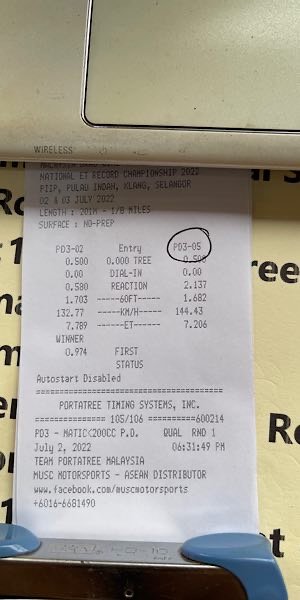 WIRELESS
NATIONAL ET RECORD CHAMPIONSHIP 2022
PIIP, PULAU INDAH, KLANG, SELANGOR
02 & 03 JULY 2022
LENGTH : 201M - 1/8 MILES
SURFACE : NO-PREP
PD3-02 Entry PD3-05
0.500 0.000 TREE 0.500
0.00 DIAL-IN 0.00
0.580 REACTION 2.137
1.703 ------60FT----- 1.682
132.77 ------KM/H----- 144.43
7.789 ------ET------ 7.206
WINNER
0.974 FIRST
STATUS
Autostart Disabled
=====================================
PORTATREE TIMING SYSTEMS, INC.
=============== 105/106 =========600214
PD3 - MATIC<200CC P.D. QUAL RND 1
July 2, 2022 06:31:49 PM
TEAM PORTATREE MALAYSIA
MUSC MOTORSPORTS - ASEAN DISTRIBUTOR
www.facebook.com/muscmotorsports
+6016-6681490